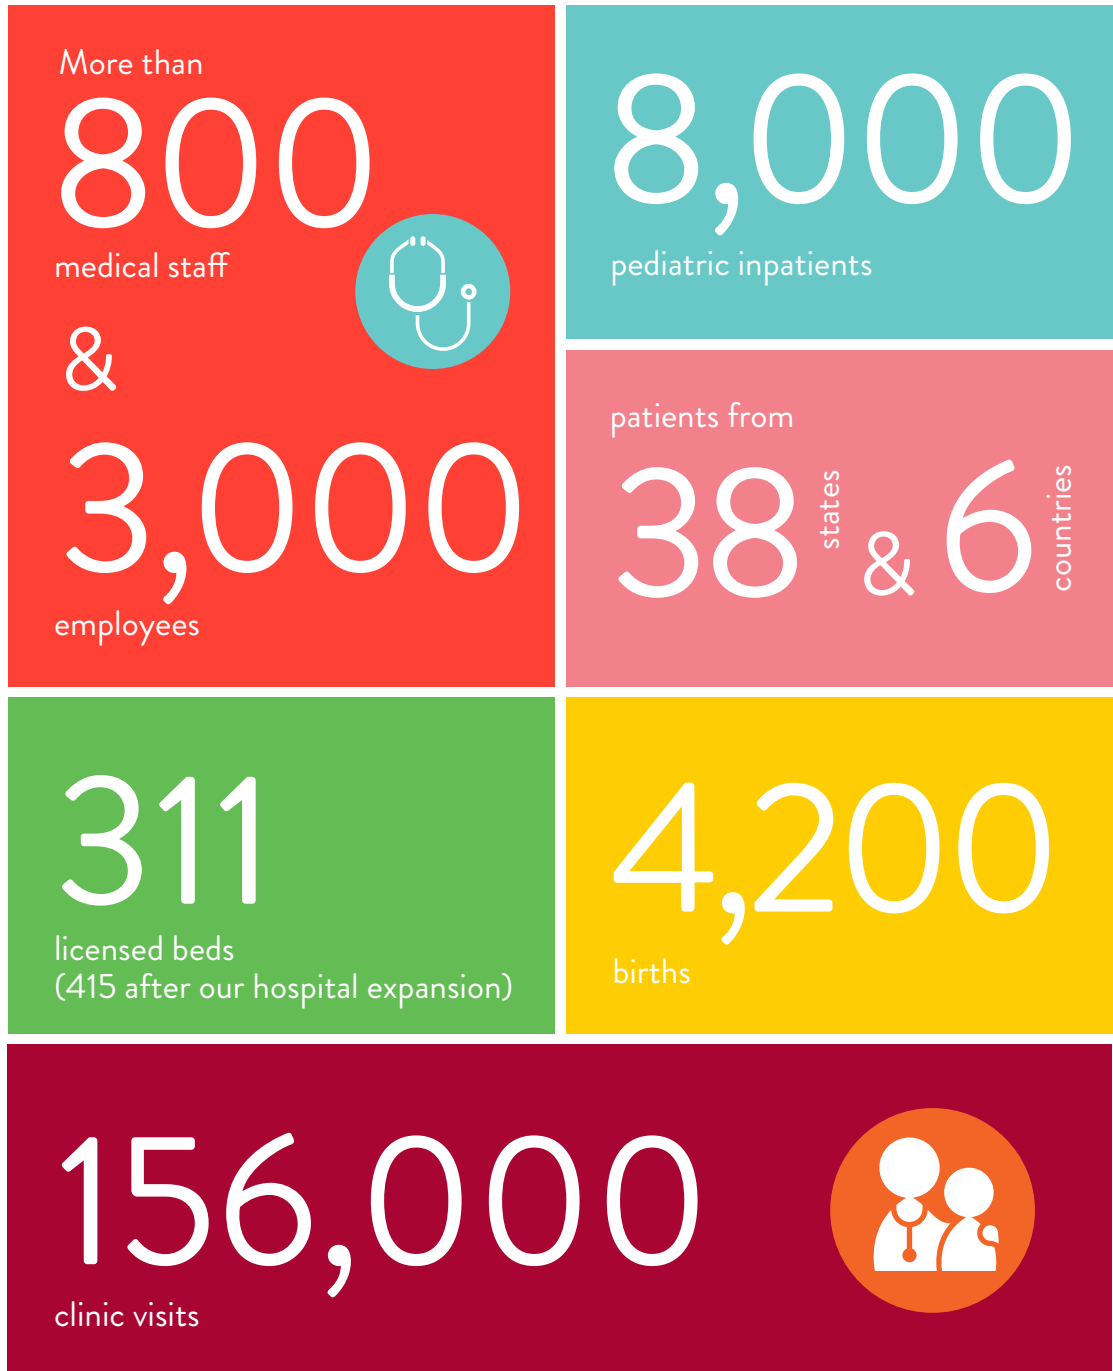 More than
800
medical staff
&
3,000
employees
8,000
pediatric inpatients
patients from
38 states & 6 countries
311
licensed beds
(415 after our hospital expansion)
4,200
births
156,000
clinic visits